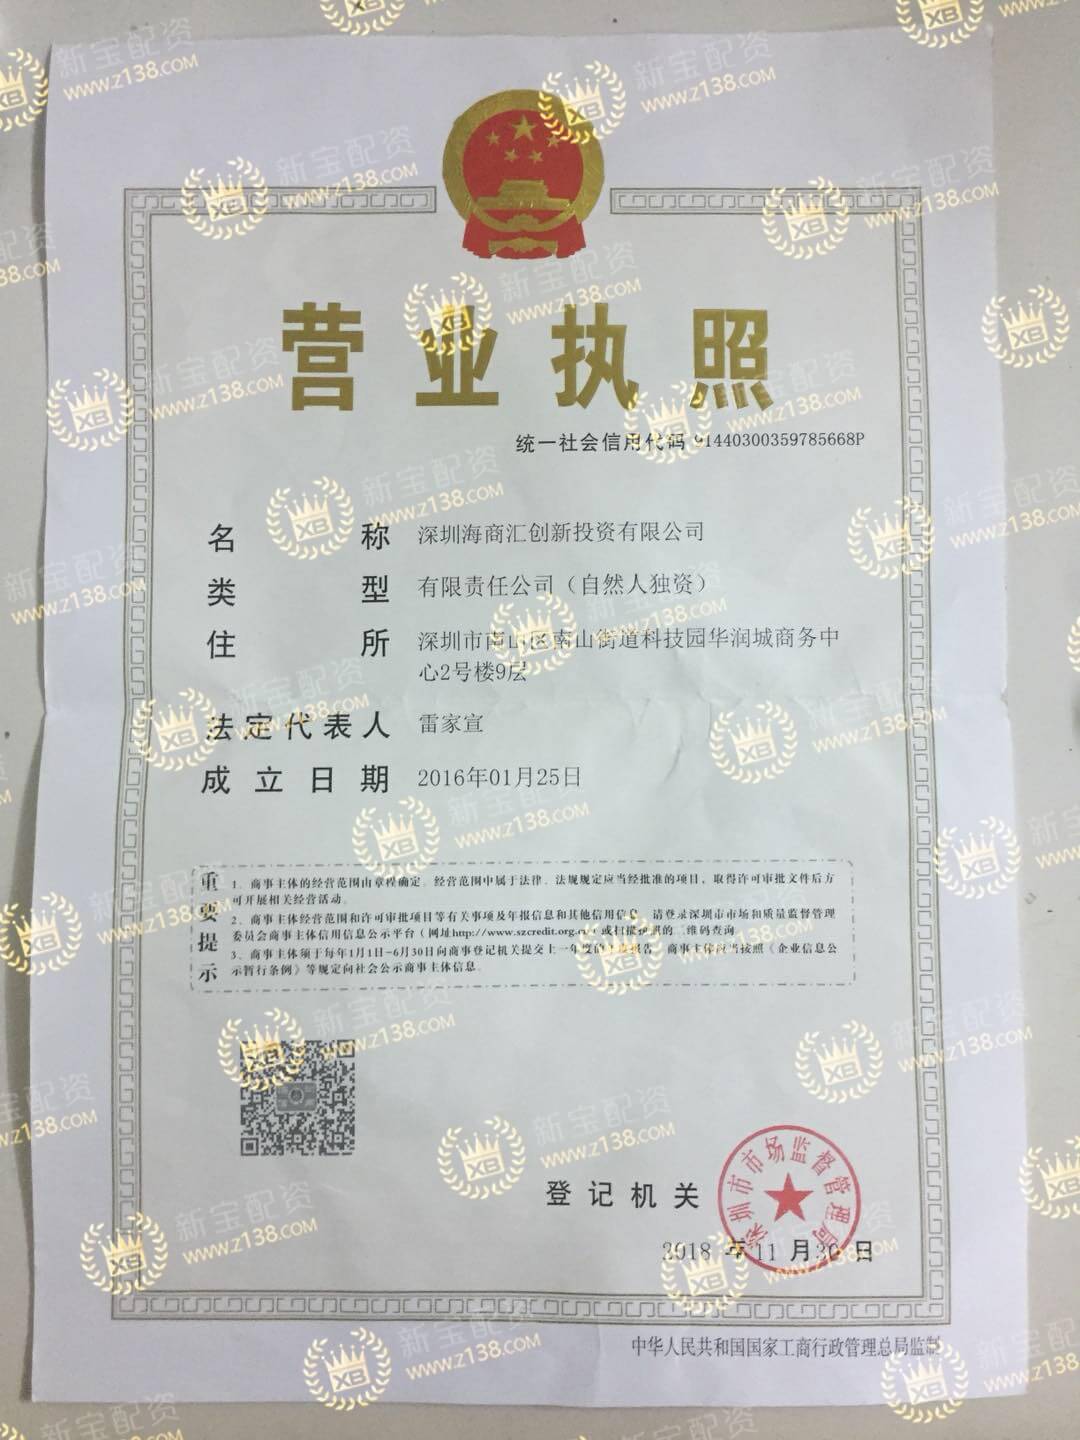 营业执照
统一社会信用代码 91440300359785668P
名称 深圳海商汇创新投资有限公司
类型 有限责任公司（自然人独资）
住所 深圳市南山区南山街道科技园华润城商务中
心2号楼9层
法定代表人 雷家宣
成立日期 2016年01月25日
重要提示
1、商事主体的经营范围由章程确定。经营范围中属于法律、法规规定应当经批准的项目，取得许可审批文件后方
可开展相关经营活动。
2、商事主体经营范围和许可审批项目等有关事项及年报信息和其他信用信息，请登录深圳市市场和质量监督管理
委员会商事主体信用信息公示平台（网址http://www.szcredit.org.cn）或扫描执照的二维码查询。
3、商事主体须于每年1月1日-6月30日向商事登记机关提交上一年度的年度报告。商事主体应当按照《企业信息公
示暂行条例》等规定向社会公示商事主体信息。
登记机关
深圳市市场监督管理局
2018 年 11 月 30 日
中华人民共和国国家工商行政管理总局监制
新宝配资
www.z138.com
XB